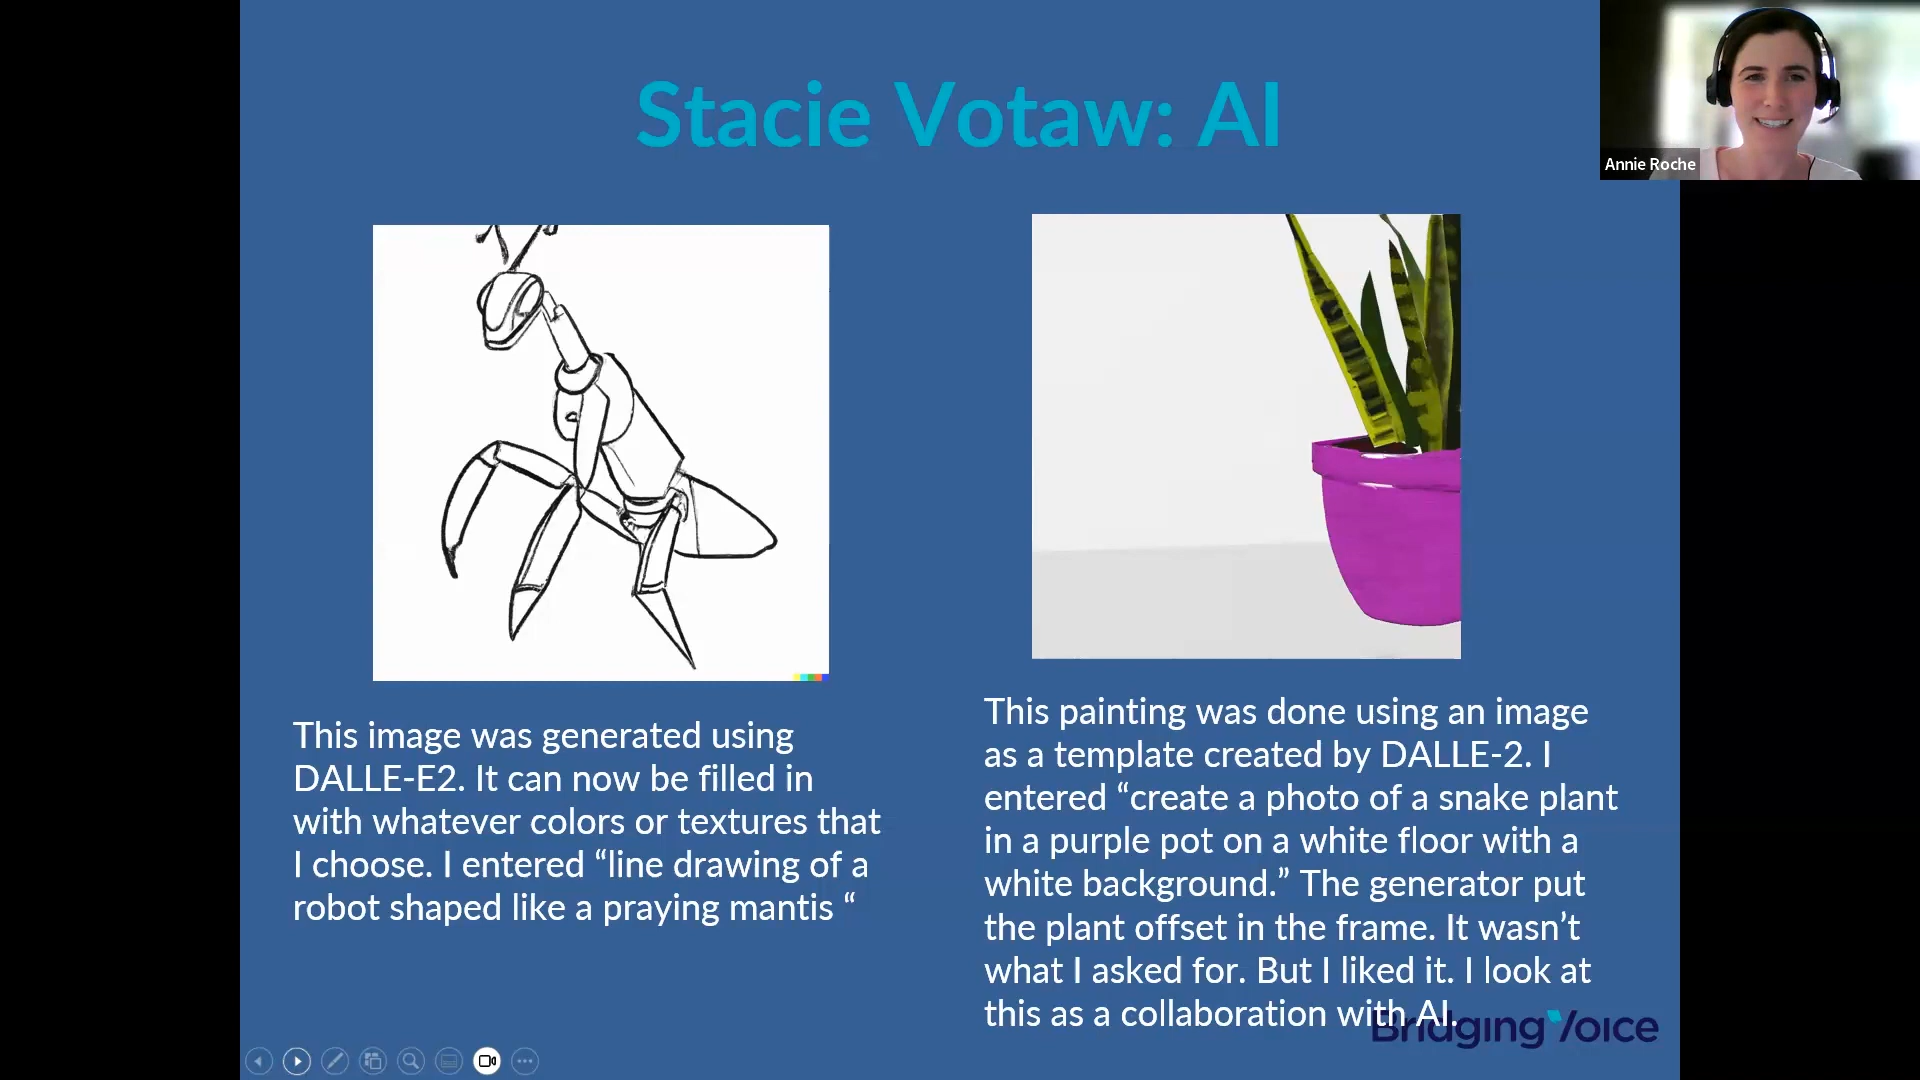 Stacie Votaw: AI
Annie Roche
This image was generated using
DALLE-E2. It can now be filled in
with whatever colors or textures that
I choose. I entered “line drawing of a
robot shaped like a praying mantis “
This painting was done using an image
as a template created by DALLE-2. I
entered “create a photo of a snake plant
in a purple pot on a white floor with a
white background.” The generator put
the plant offset in the frame. It wasn’t
what I asked for. But I liked it. I look at
this as a collaboration with AI.
Bridging Voice